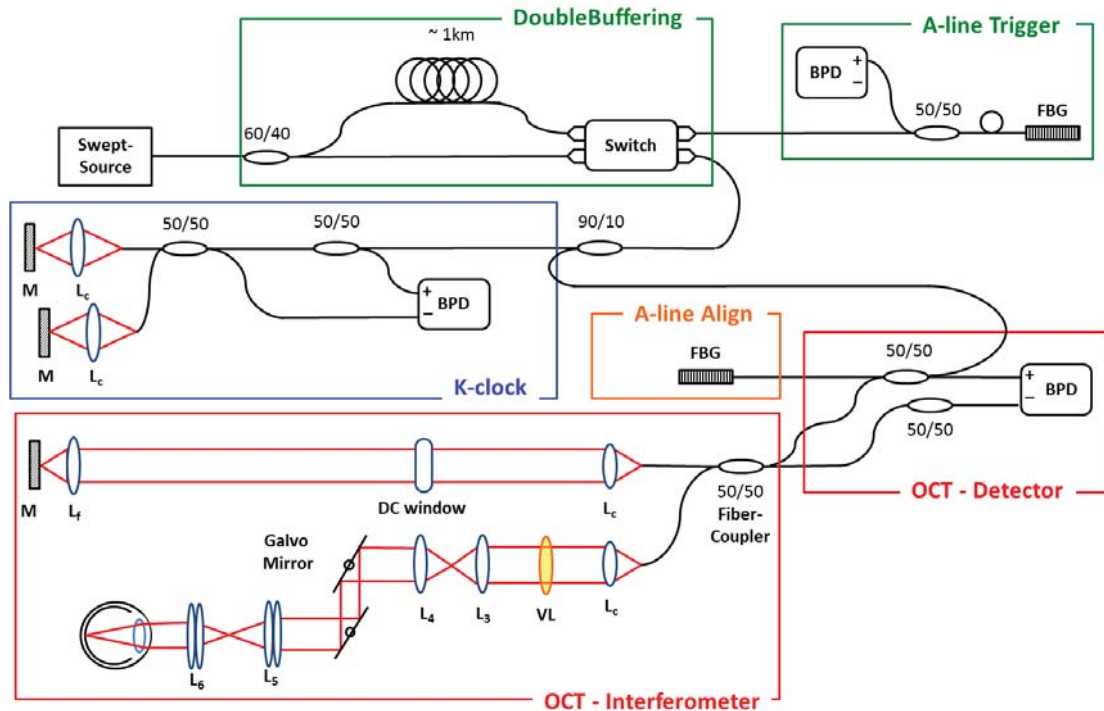 DoubleBuffering
~ 1km
60/40
Swept-
Source
Switch
A-line Trigger
BPD
+
−
50/50
FBG
50/50
50/50
90/10
M
Lc
BPD
+
−
M
Lc
K-clock
A-line Align
FBG
50/50
+
−
BPD
50/50
OCT - Detector
M
Lf
DC window
Lc
50/50
Fiber-
Coupler
Galvo
Mirror
L4
L3
VL
Lc
L6
L5
OCT - Interferometer